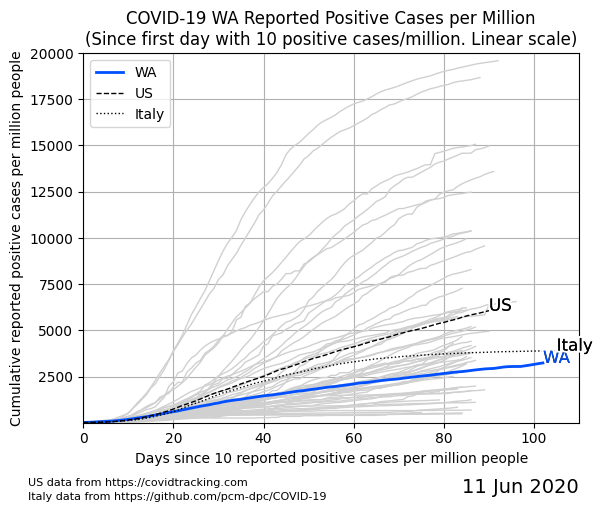 COVID-19 WA Reported Positive Cases per Million
(Since first day with 10 positive cases/million. Linear scale)
Cumulative reported positive cases per million people
20000
17500
15000
12500
10000
7500
5000
2500
WA
US
Italy
US
Italy
WA
0 20 40 60 80 100
Days since 10 reported positive cases per million people
US data from https://covidtracking.com
Italy data from https://github.com/pcm-dpc/COVID-19
11 Jun 2020